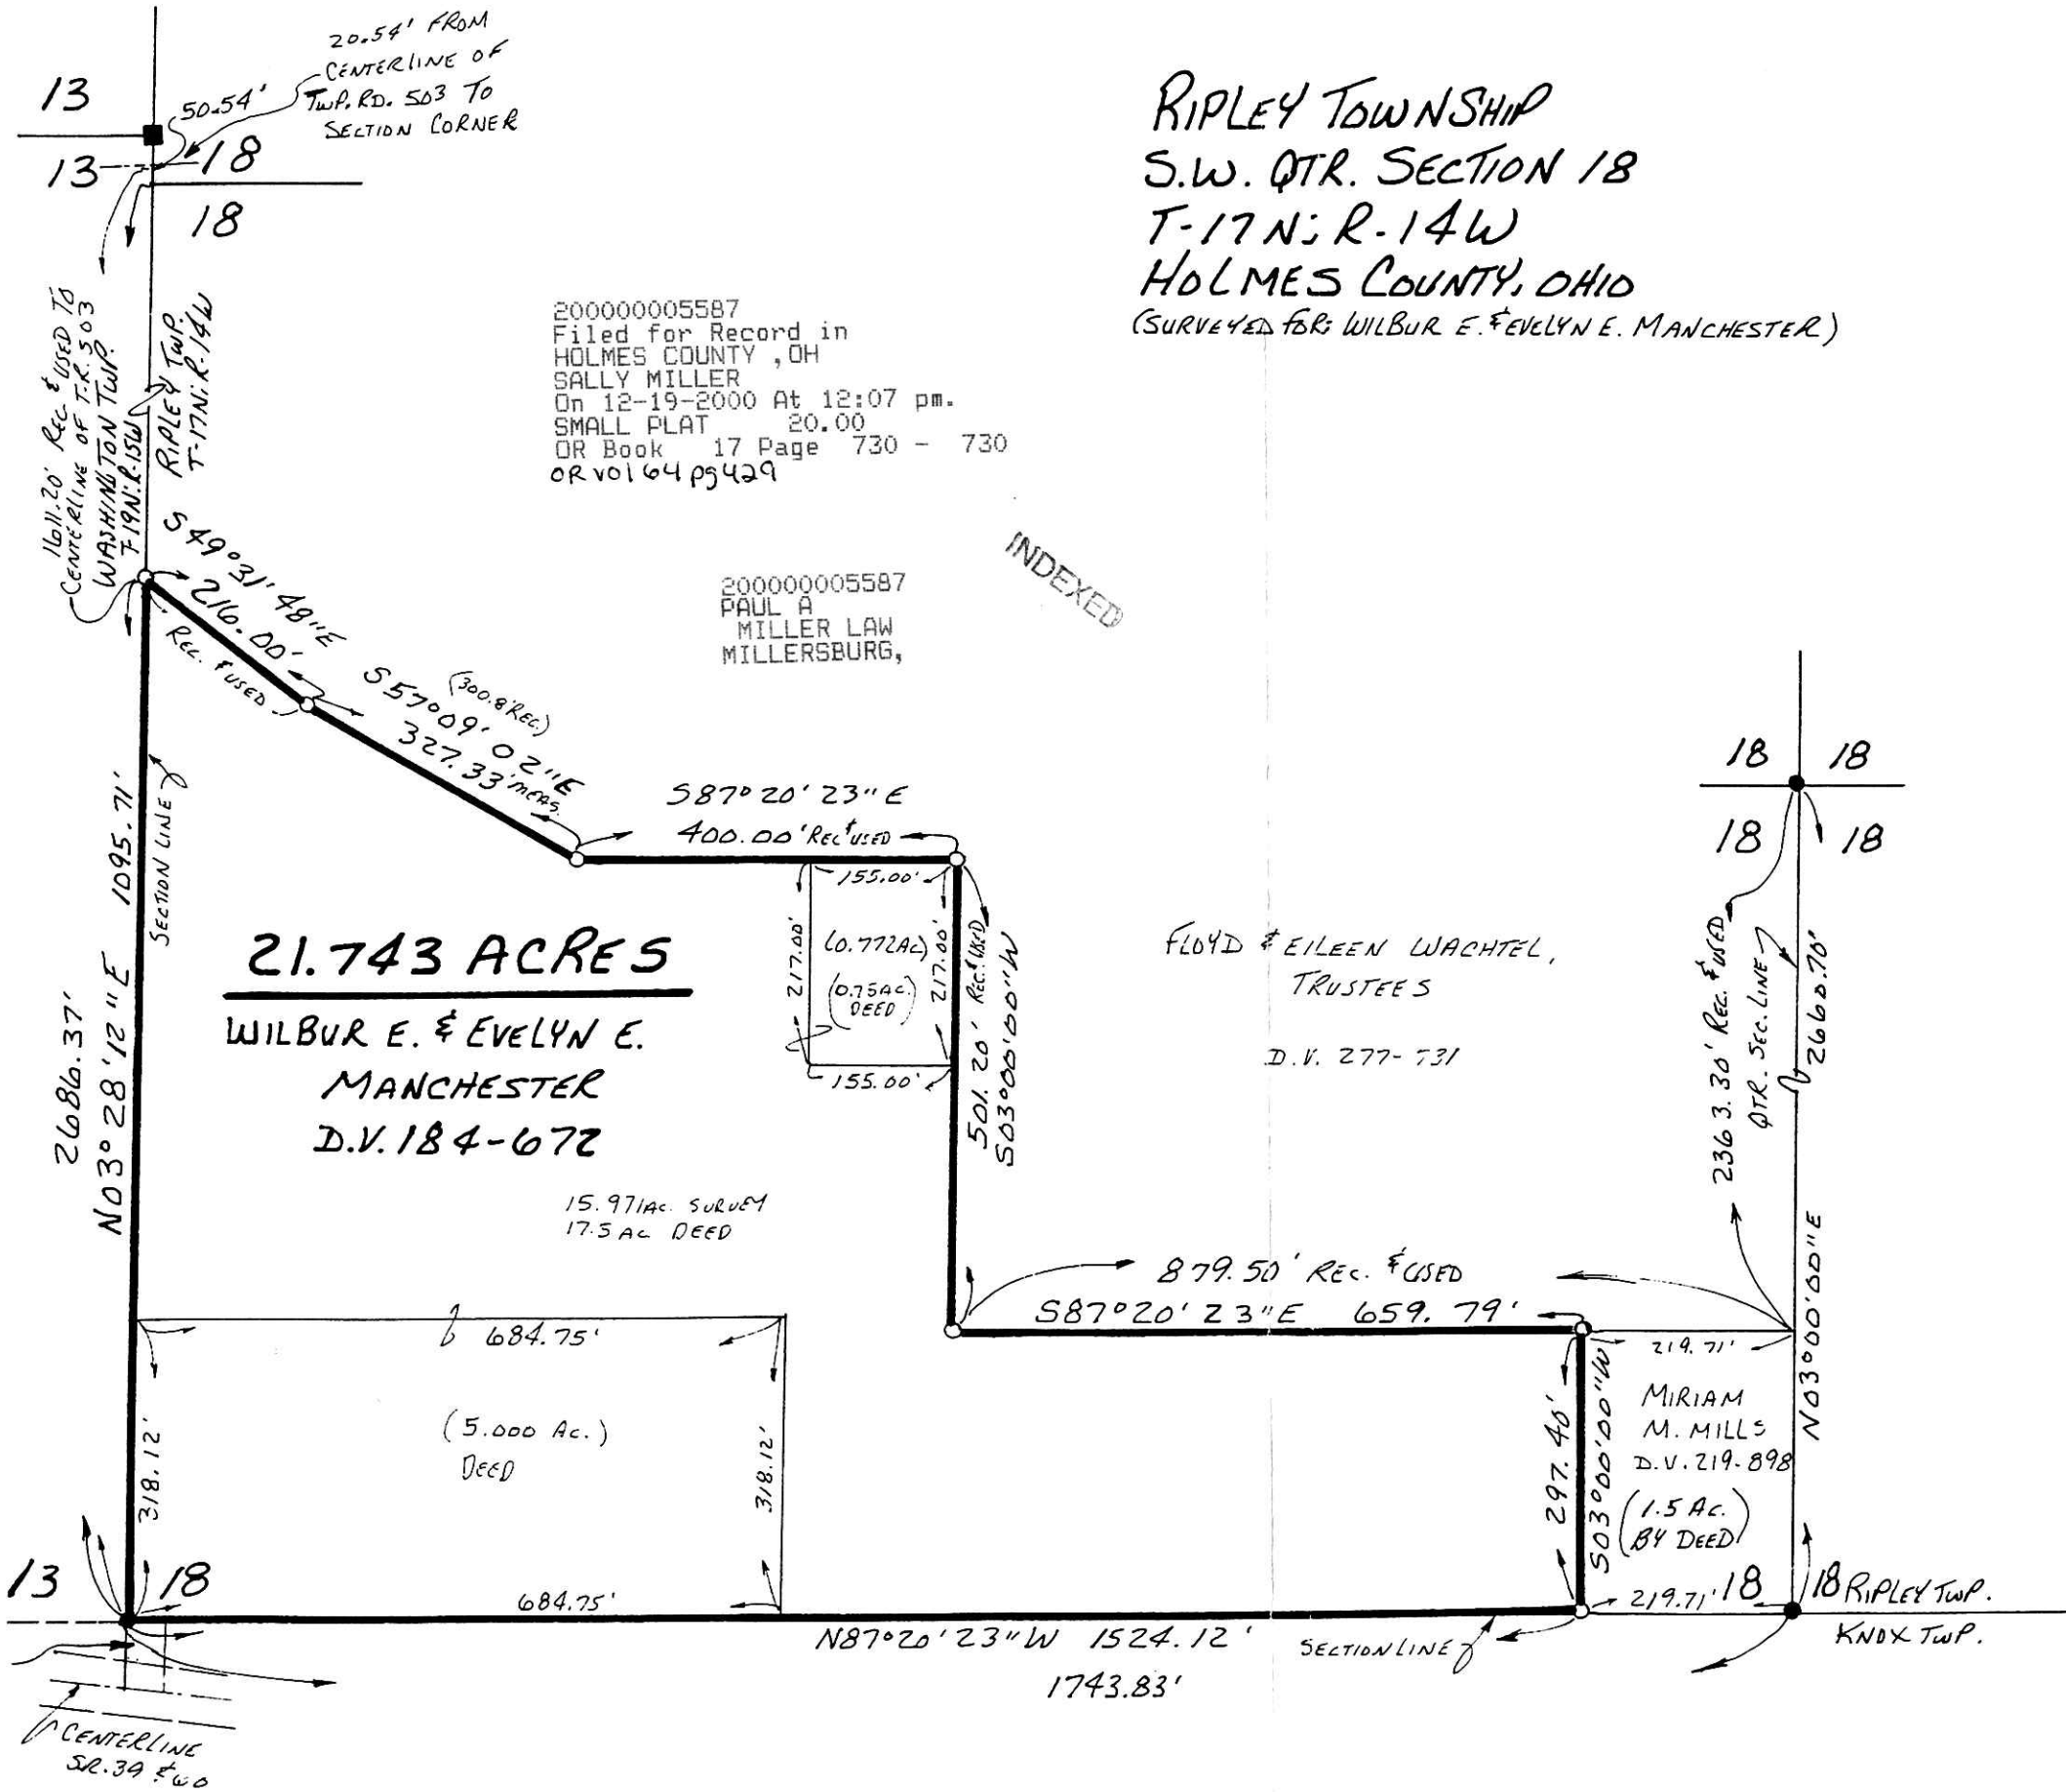 20.54' FROM
CENTERLINE OF
TWP. RD. 503 TO
SECTION CORNER
13
50.54'
13
18
18
RIPLEY TOWNSHIP
S.W. QTR. SECTION 18
T-17N; R-14W
HOLMES COUNTY, OHIO
(SURVEYED FOR: WILBUR E. & EVELYN E. MANCHESTER)
1611.20' REC. & USED TO
CENTERLINE OF T.R. 503
WASHINGTON TWP.
T-19N; R-15W
RIPLEY TWP.
T-17N; R-14W
200000005587
Filed for Record in
HOLMES COUNTY ,OH
SALLY MILLER
On 12-19-2000 At 12:07 pm.
SMALL PLAT 20.00
OR Book 17 Page 730 - 730
OR vol 64 pg 429
INDEXED
200000005587
PAUL A
MILLER LAW
MILLERSBURG,
S 49° 31' 48" E
216.00'
REC. & USED
(300.8' REC.)
S 57° 09' 02" E
327.33' MEAS.
S87° 20' 23" E
400.00' REC & USED
155.00'
217.00'
(0.772AC)
(0.75AC.)
DEED
217.00'
155.00'
501.20' REC. & USED
S03°00'00"W
2686.37'
N03° 28' 12" E 1095.71'
SECTION LINE
21.743 ACRES
WILBUR E. & EVELYN E.
MANCHESTER
D.V. 184-672
15.971AC. SURVEY
17.5 AC DEED
FLOYD & EILEEN WACHTEL,
TRUSTEES
D.V. 277-731
18 18
18 18
2363.30' REC. & USED
QTR. SEC. LINE
2660.70'
N03°00'00"E
879.50' REC. & USED
S87°20' 23" E 659.79'
219.71'
297.40'
S03°00'00"W
MIRIAM
M. MILLS
D.V. 219-898
(1.5 AC.
BY DEED)
684.75'
318.12'
(5.000 AC.)
DEED
318.12'
684.75'
13 18
219.71' 18 18 RIPLEY TWP.
KNOX TWP.
N87°20'23"W 1524.12'
SECTION LINE
1743.83'
CENTERLINE
S.R. 39 & 60